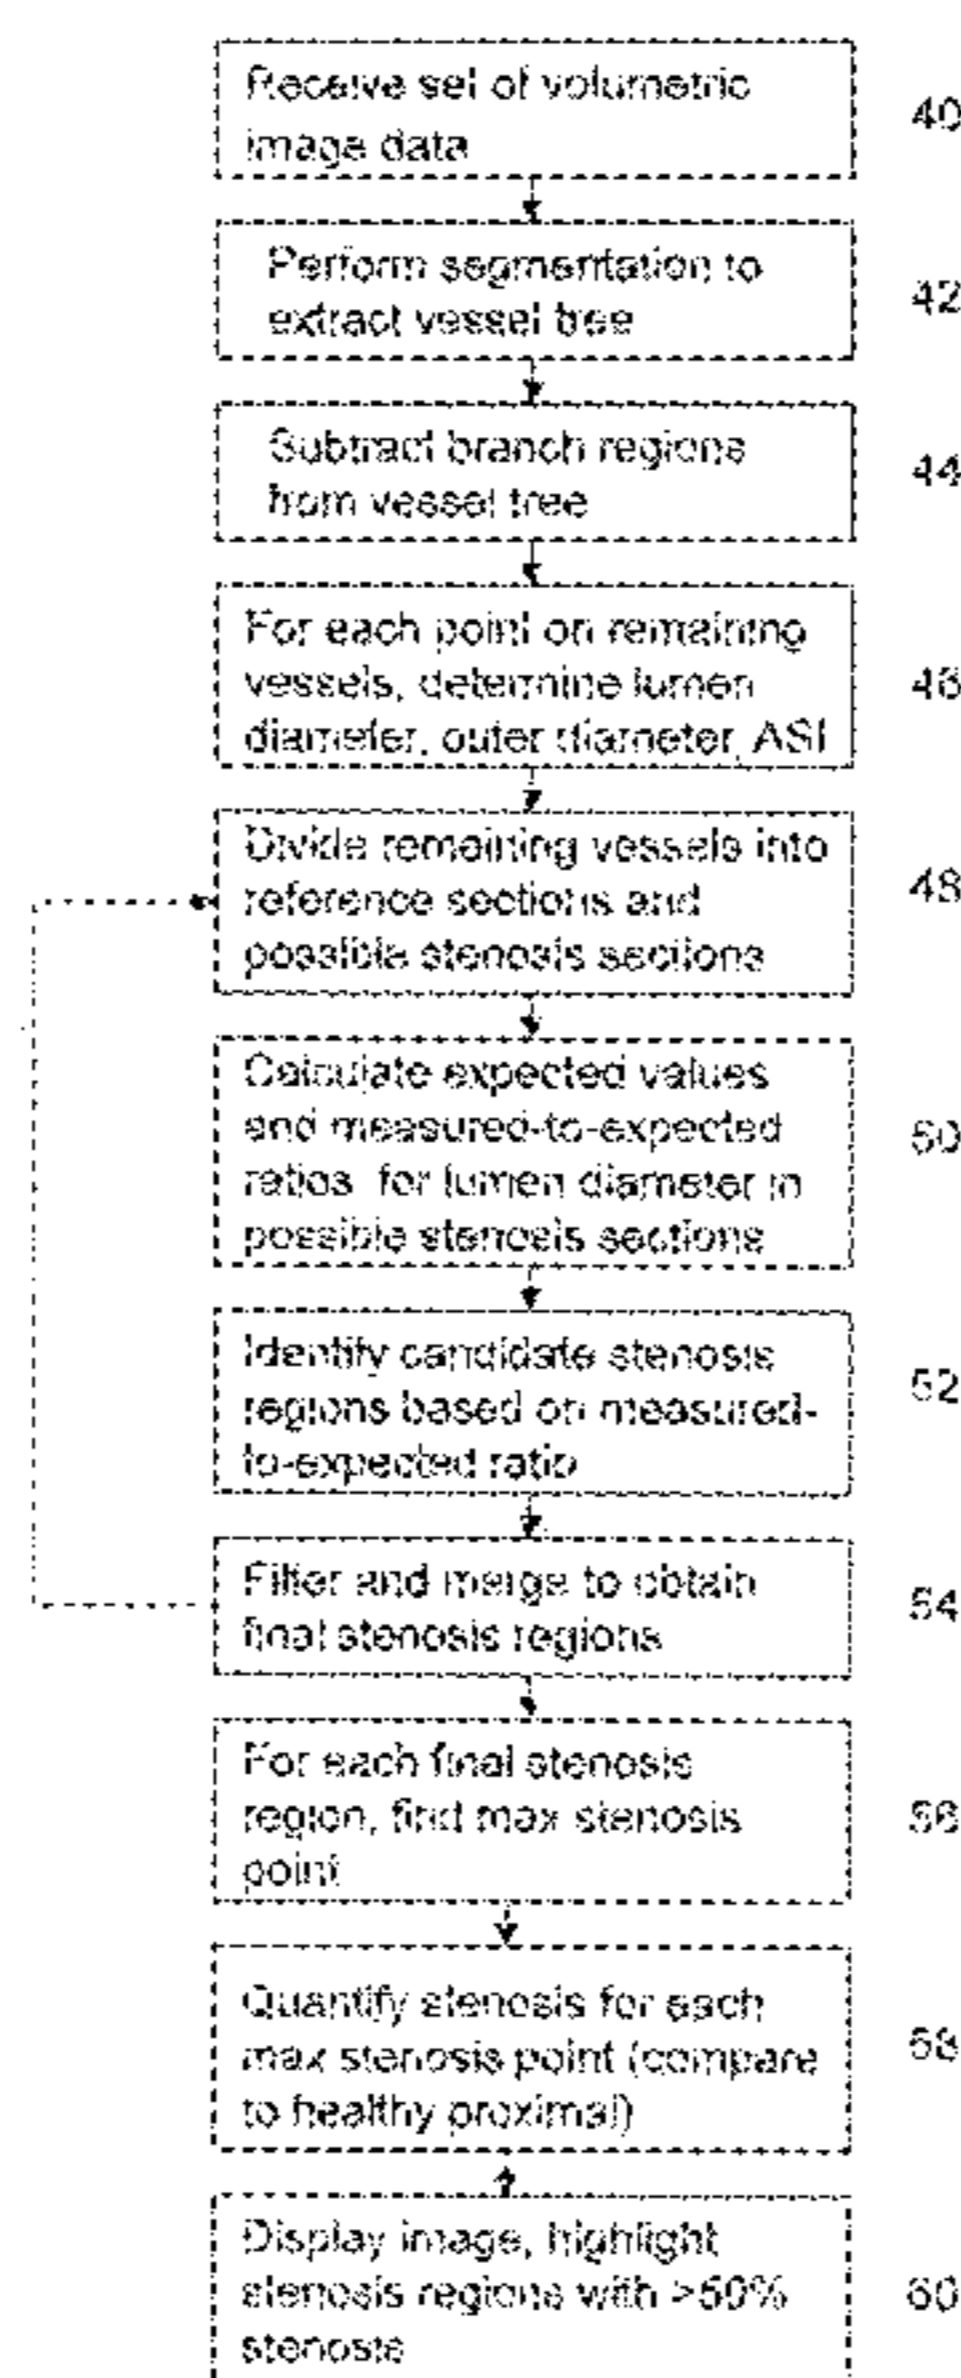 Receive set of volumetric
image data
40
Perform segmentation to
extract vessel tree
42
Subtract branch regions
from vessel tree
44
For each point on remaining
vessels, determine lumen
diameter, outer diameter, ASI
46
Divide remaining vessels into
reference sections and
possible stenosis sections
48
Calculate expected values
and measured-to-expected
ratios for lumen diameter in
possible stenosis sections
50
Identify candidate stenosis
regions based on measured-
to-expected ratio
52
Filter and merge to obtain
final stenosis regions
54
For each final stenosis
region, find max stenosis
point
56
Quantify stenosis for each
max stenosis point (compare
to healthy proximal)
58
Display image, highlight
stenosis regions with >50%
stenosis
60